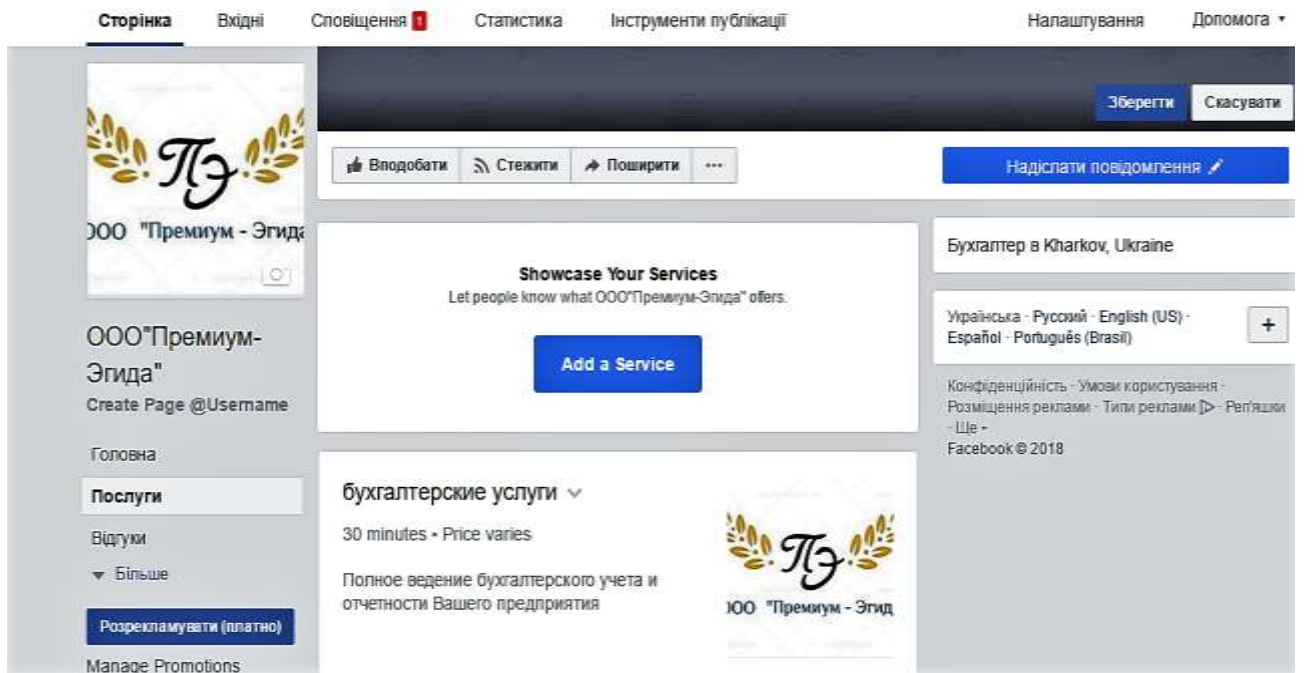 Сторінка Вхідні Сповіщення 1 Статистика Інструменти публікації Налаштування Допомога
Зберегти Скасувати
Вподобати Стежити Поширити ...
Надіслати повідомлення
ПЭ
ООО "Премиум - Эгида
ООО"Премиум-
Эгида"
Create Page @Username
Головна
Послуги
Відгуки
Більше
Розрекламувати (платно)
Manage Promotions
Showcase Your Services
Let people know what ООО"Премиум-Эгида" offers.
Add a Service
бухгалтерские услуги
30 minutes • Price varies
Полное ведение бухгалтерского учета и
отчетности Вашего предприятия
ПЭ
ООО "Премиум - Эгид
Бухгалтер в Kharkov, Ukraine
Українська · Русский · English (US) ·
Español · Português (Brasil)
+
Конфіденційність · Умови користування ·
Розміщення реклами · Типи реклами · Реп'яшки
· Ще
Facebook © 2018